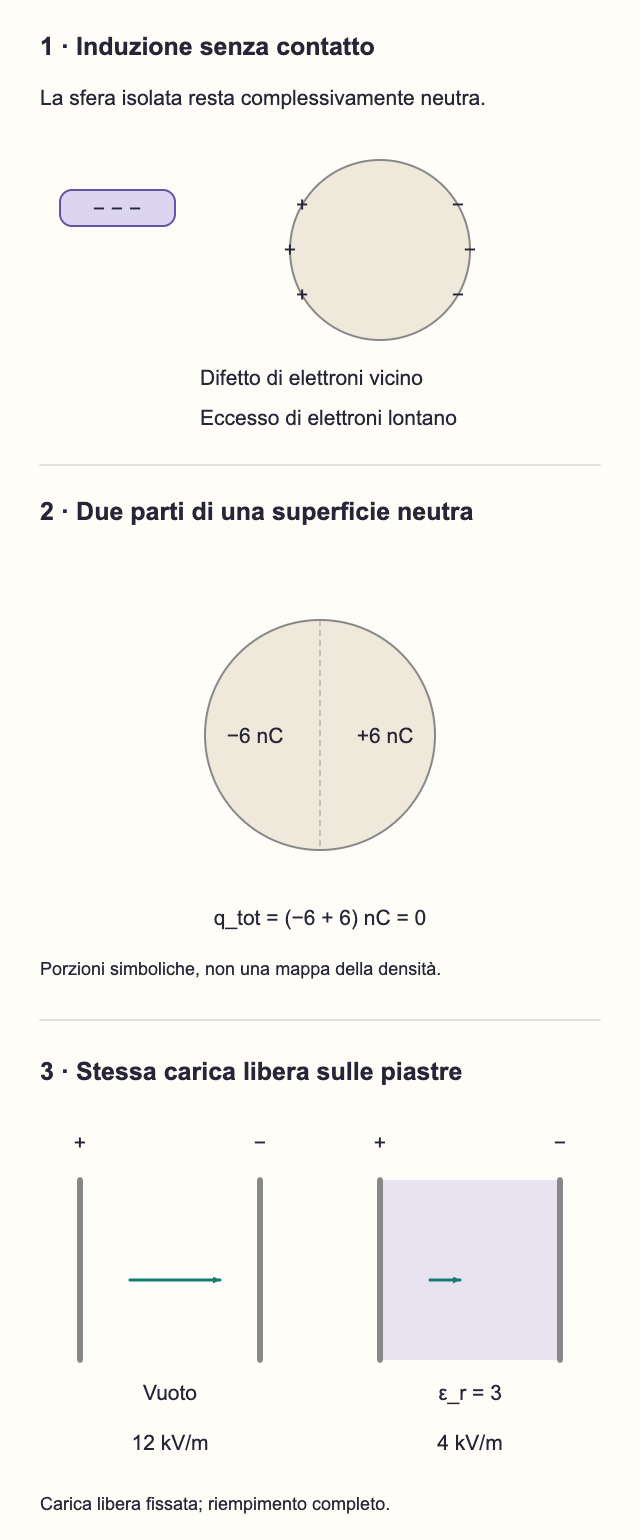 1 · Induzione senza contatto
La sfera isolata resta complessivamente neutra.
− − −
+ −
+ −
+ −
Difetto di elettroni vicino
Eccesso di elettroni lontano
2 · Due parti di una superficie neutra
−6 nC +6 nC
q_tot = (−6 + 6) nC = 0
Porzioni simboliche, non una mappa della densità.
3 · Stessa carica libera sulle piastre
+ − + −
Vuoto ε_r = 3
12 kV/m 4 kV/m
Carica libera fissata; riempimento completo.